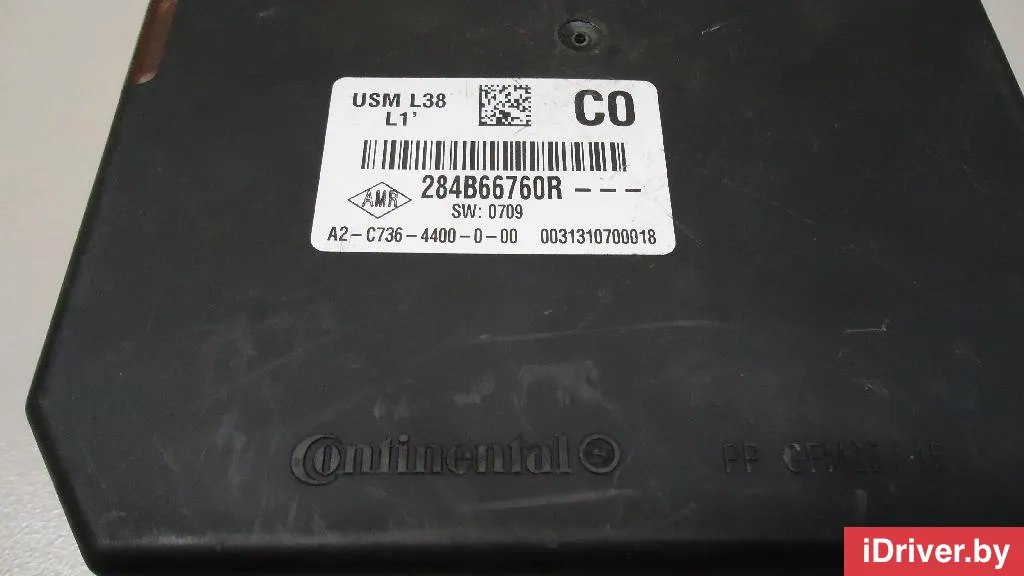 USM L38
L1'
C0
AMR
284B66760R ---
SW: 0709
A2-C736-4400-0-00 0031310700018
Continental
PP
iDriver.by